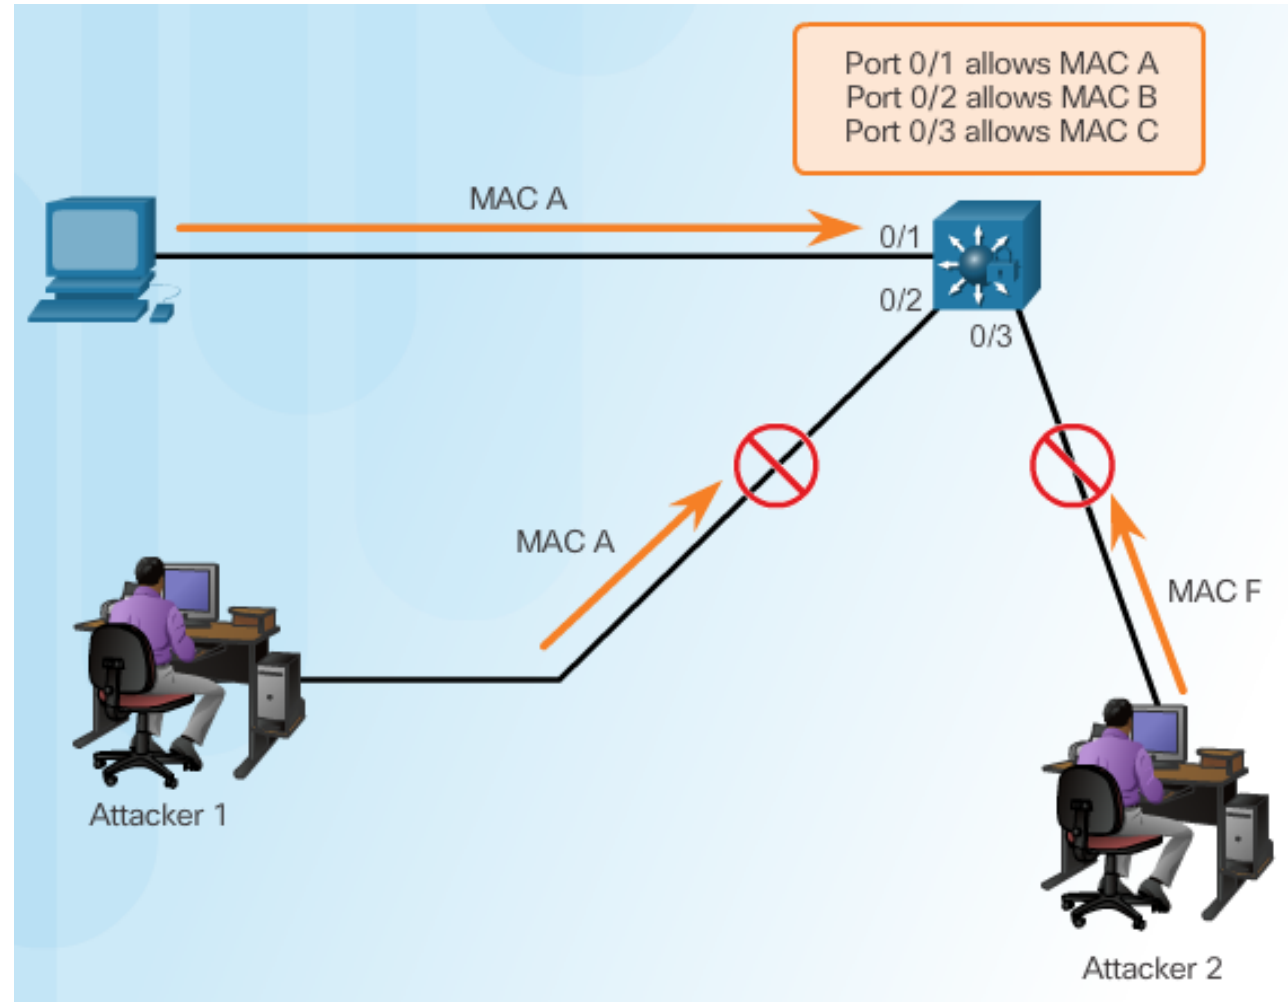 Port 0/1 allows MAC A
Port 0/2 allows MAC B
Port 0/3 allows MAC C
MAC A
0/1
0/2
0/3
MAC A
MAC F
Attacker 1
Attacker 2